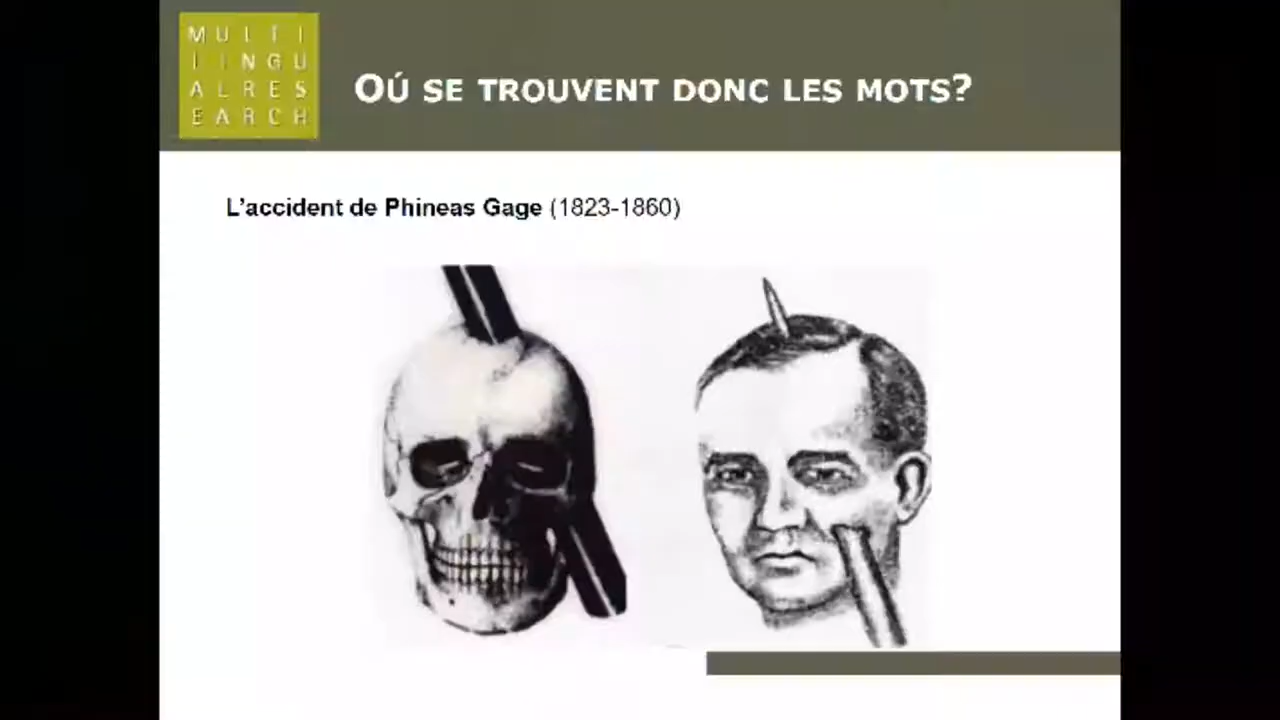 MULTI
LINGU
ALRES
EARCH
OÚ SE TROUVENT DONC LES MOTS?
L'accident de Phineas Gage (1823-1860)